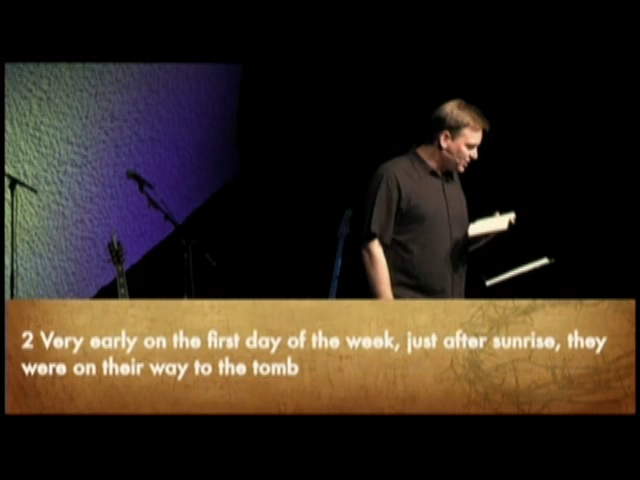 2 Very early on the first day of the week, just after sunrise, they
were on their way to the tomb